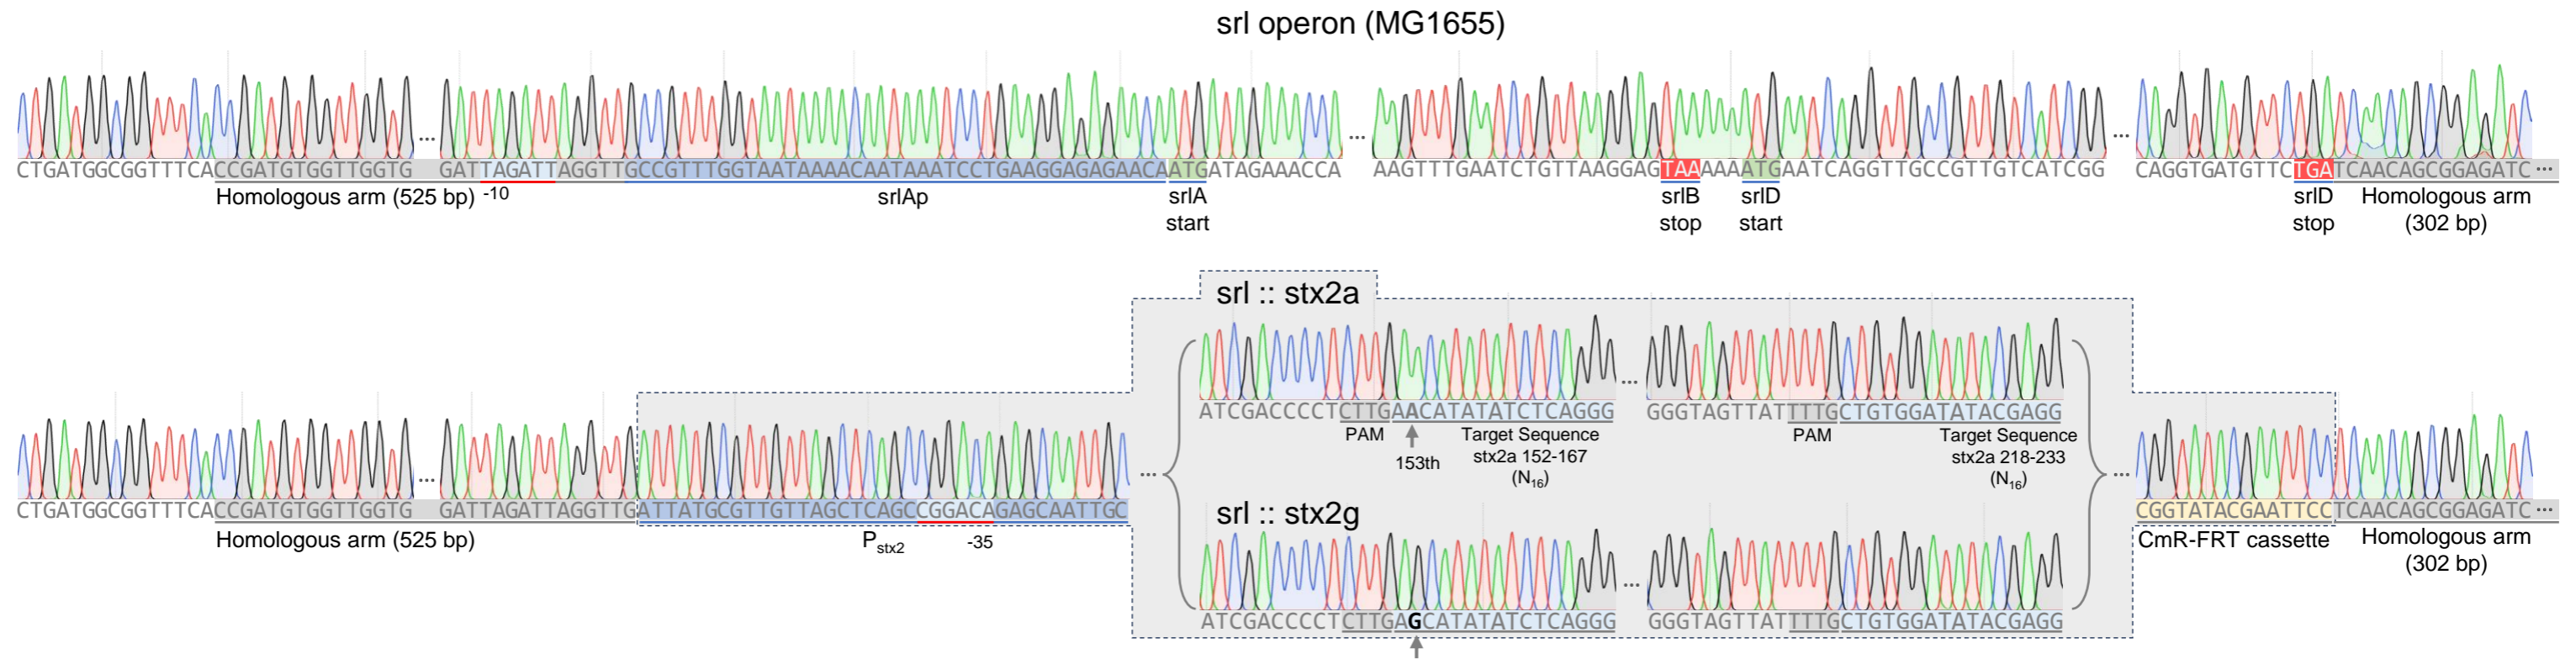 srl operon (MG1655)
CTGATGGCGGTTTCACCGATGTGGTTGGTG ... GATTAGATTAGGTTGCCGTTTGGTAATAAAACAATAAATCCTGAAGGAGAGAACAATGATAGAAACCA ... AAGTTTGAATCTGTTAAGGAGTAAAAAATGAATCAGGTTGCCGTTGTCATCGG ... CAGGTGATGTTCTGATCAACAGCGGAGATC ...
Homologous arm (525 bp) -10 srlAp srlA start srlB stop srlD start srlD stop Homologous arm (302 bp)
srl :: stx2a
ATCGACCCCTCTTGAACATATATCTCAGGG ... GGGTAGTTATTTTGCTGTGGATATACGAGG
PAM Target Sequence stx2a 152-167 (N16) PAM Target Sequence stx2a 218-233 (N16)
153th
CTGATGGCGGTTTCACCGATGTGGTTGGTG ... GATTAGATTAGGTTGATTATGCGTTGTTAGCTCAGCCGGACAGAGCAATTGC ... ... CGGTATACGAATTCCTCAACAGCGGAGATC ...
Homologous arm (525 bp) Pstx2 -35 CmR-FRT cassette Homologous arm (302 bp)
srl :: stx2g
ATCGACCCCTCTTGAGCATATATCTCAGGG ... GGGTAGTTATTTTGCTGTGGATATACGAGG